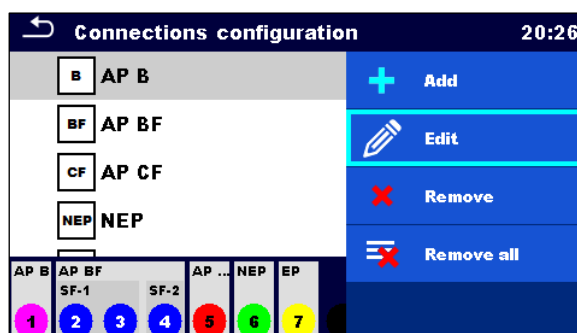 Connections configuration 20:26
B AP B
BF AP BF
CF AP CF
NEP NEP
Add
Edit
Remove
Remove all
AP B AP BF AP ... NEP EP
SF-1 SF-2
1 2 3 4 5 6 7